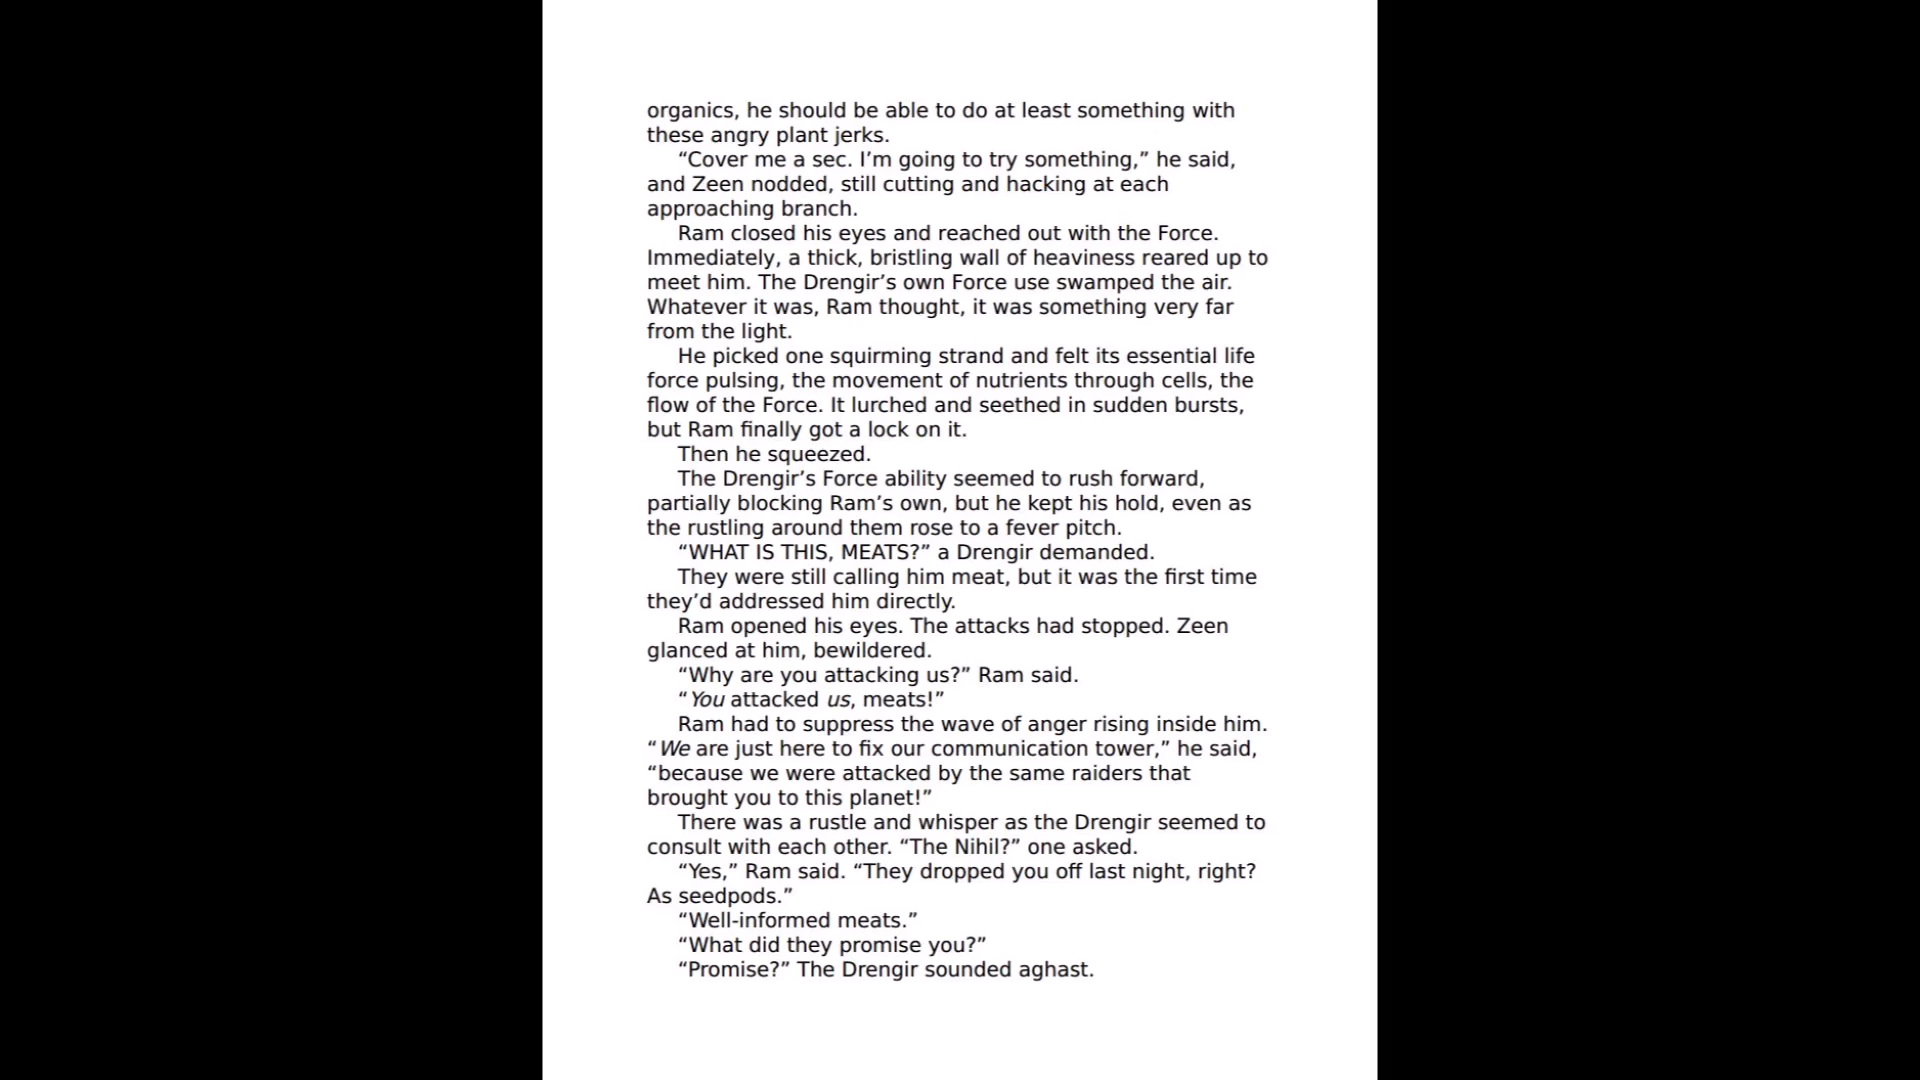 organics, he should be able to do at least something with
these angry plant jerks.
“Cover me a sec. I’m going to try something,” he said,
and Zeen nodded, still cutting and hacking at each
approaching branch.
Ram closed his eyes and reached out with the Force.
Immediately, a thick, bristling wall of heaviness reared up to
meet him. The Drengir’s own Force use swamped the air.
Whatever it was, Ram thought, it was something very far
from the light.
He picked one squirming strand and felt its essential life
force pulsing, the movement of nutrients through cells, the
flow of the Force. It lurched and seethed in sudden bursts,
but Ram finally got a lock on it.
Then he squeezed.
The Drengir’s Force ability seemed to rush forward,
partially blocking Ram’s own, but he kept his hold, even as
the rustling around them rose to a fever pitch.
“WHAT IS THIS, MEATS?” a Drengir demanded.
They were still calling him meat, but it was the first time
they’d addressed him directly.
Ram opened his eyes. The attacks had stopped. Zeen
glanced at him, bewildered.
“Why are you attacking us?” Ram said.
“You attacked us, meats!”
Ram had to suppress the wave of anger rising inside him.
“We are just here to fix our communication tower,” he said,
“because we were attacked by the same raiders that
brought you to this planet!”
There was a rustle and whisper as the Drengir seemed to
consult with each other. “The Nihil?” one asked.
“Yes,” Ram said. “They dropped you off last night, right?
As seedpods.”
“Well-informed meats.”
“What did they promise you?”
“Promise?” The Drengir sounded aghast.